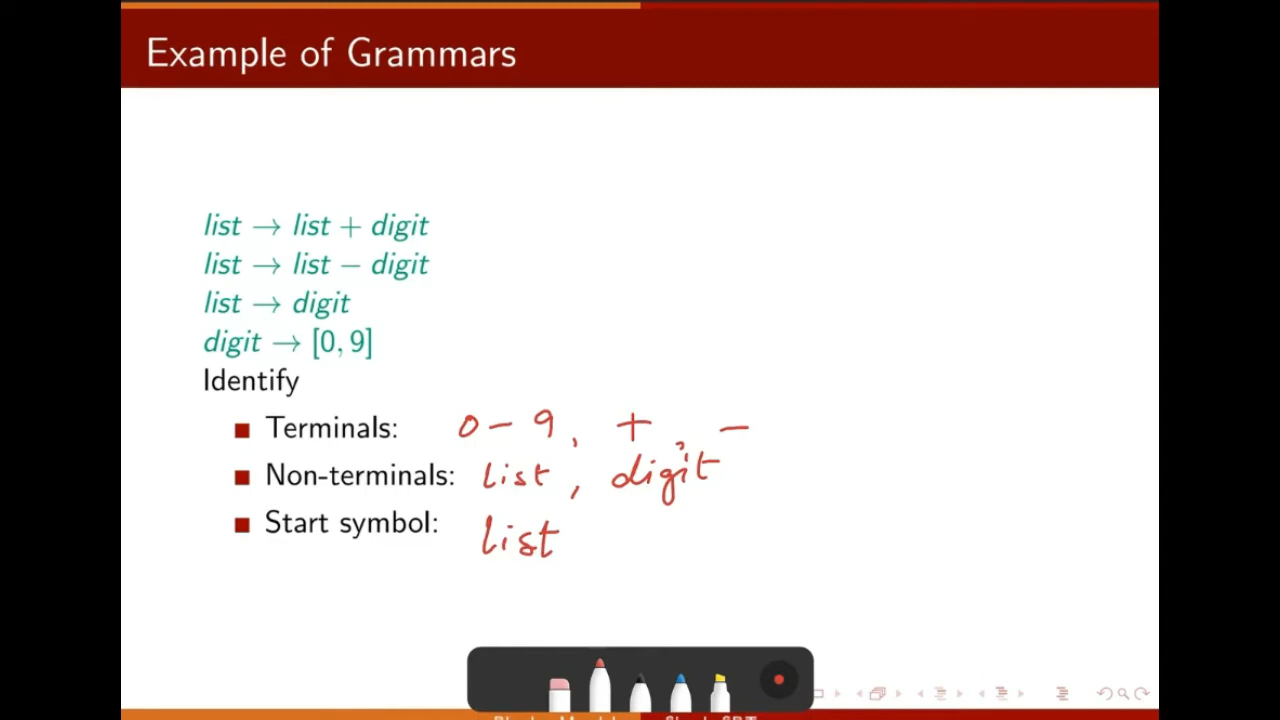 Example of Grammars
list → list + digit
list → list − digit
list → digit
digit → [0, 9]
Identify
Terminals: 0 − 9, + , −
Non-terminals: list, digit
Start symbol: list